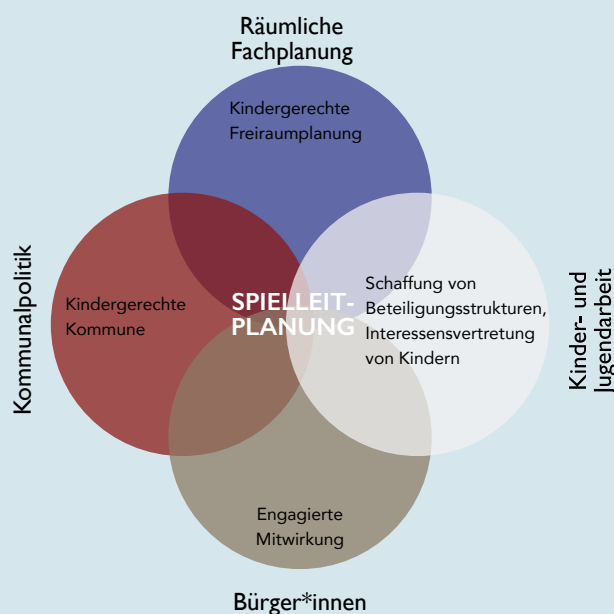 Räumliche
Fachplanung
Kindergerechte
Freiraumplanung
Kommunalpolitik
Kindergerechte
Kommune
SPIELLEIT-
PLANUNG
Schaffung von
Beteiligungsstrukturen,
Interessensvertretung
von Kindern
Kinder- und
Jugendarbeit
Engagierte
Mitwirkung
Bürger*innen